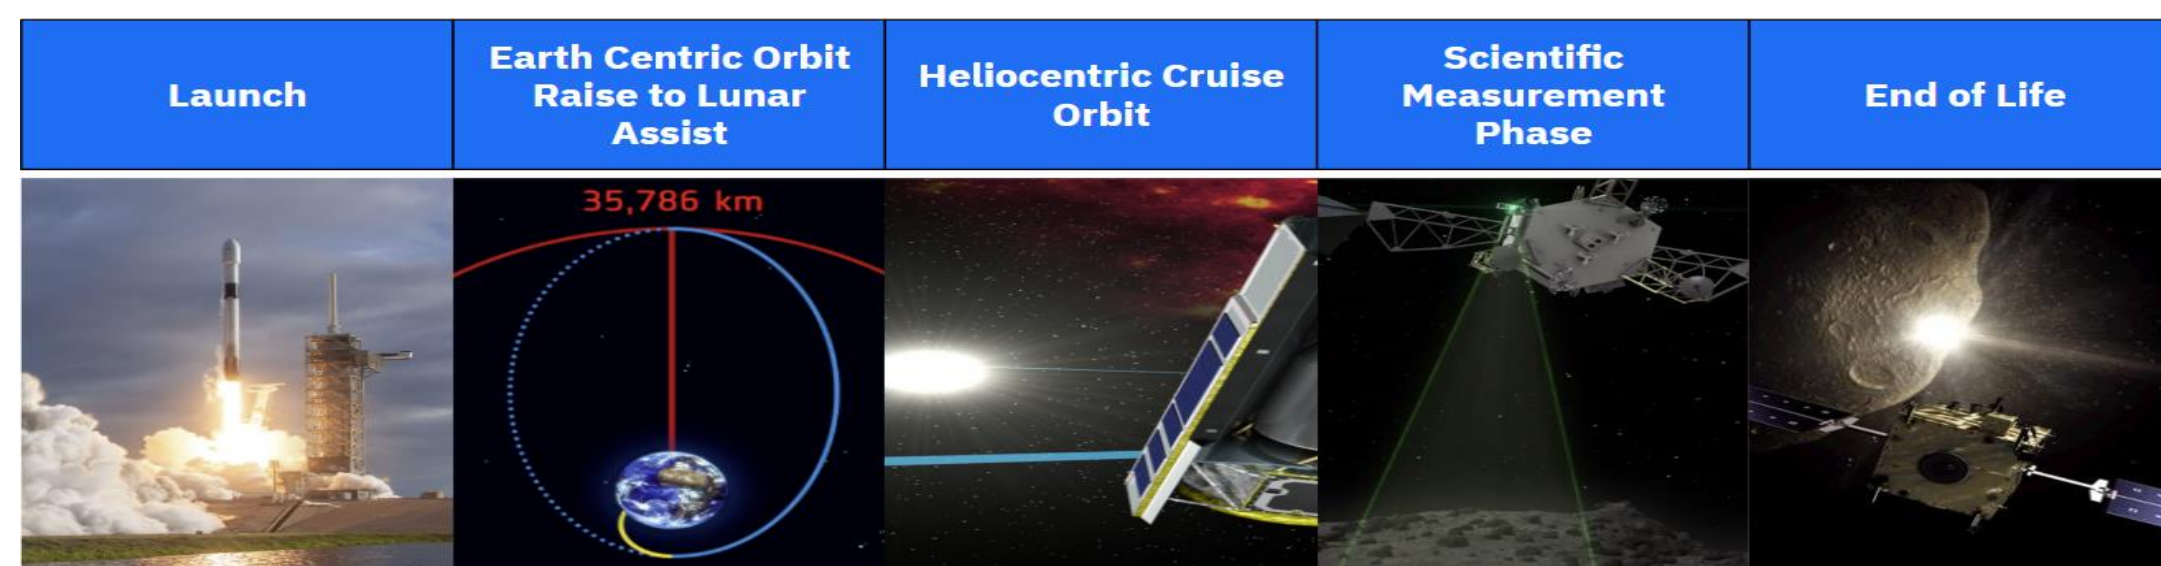 Launch
Earth Centric Orbit
Raise to Lunar
Assist
Heliocentric Cruise
Orbit
Scientific
Measurement
Phase
End of Life
35,786 km